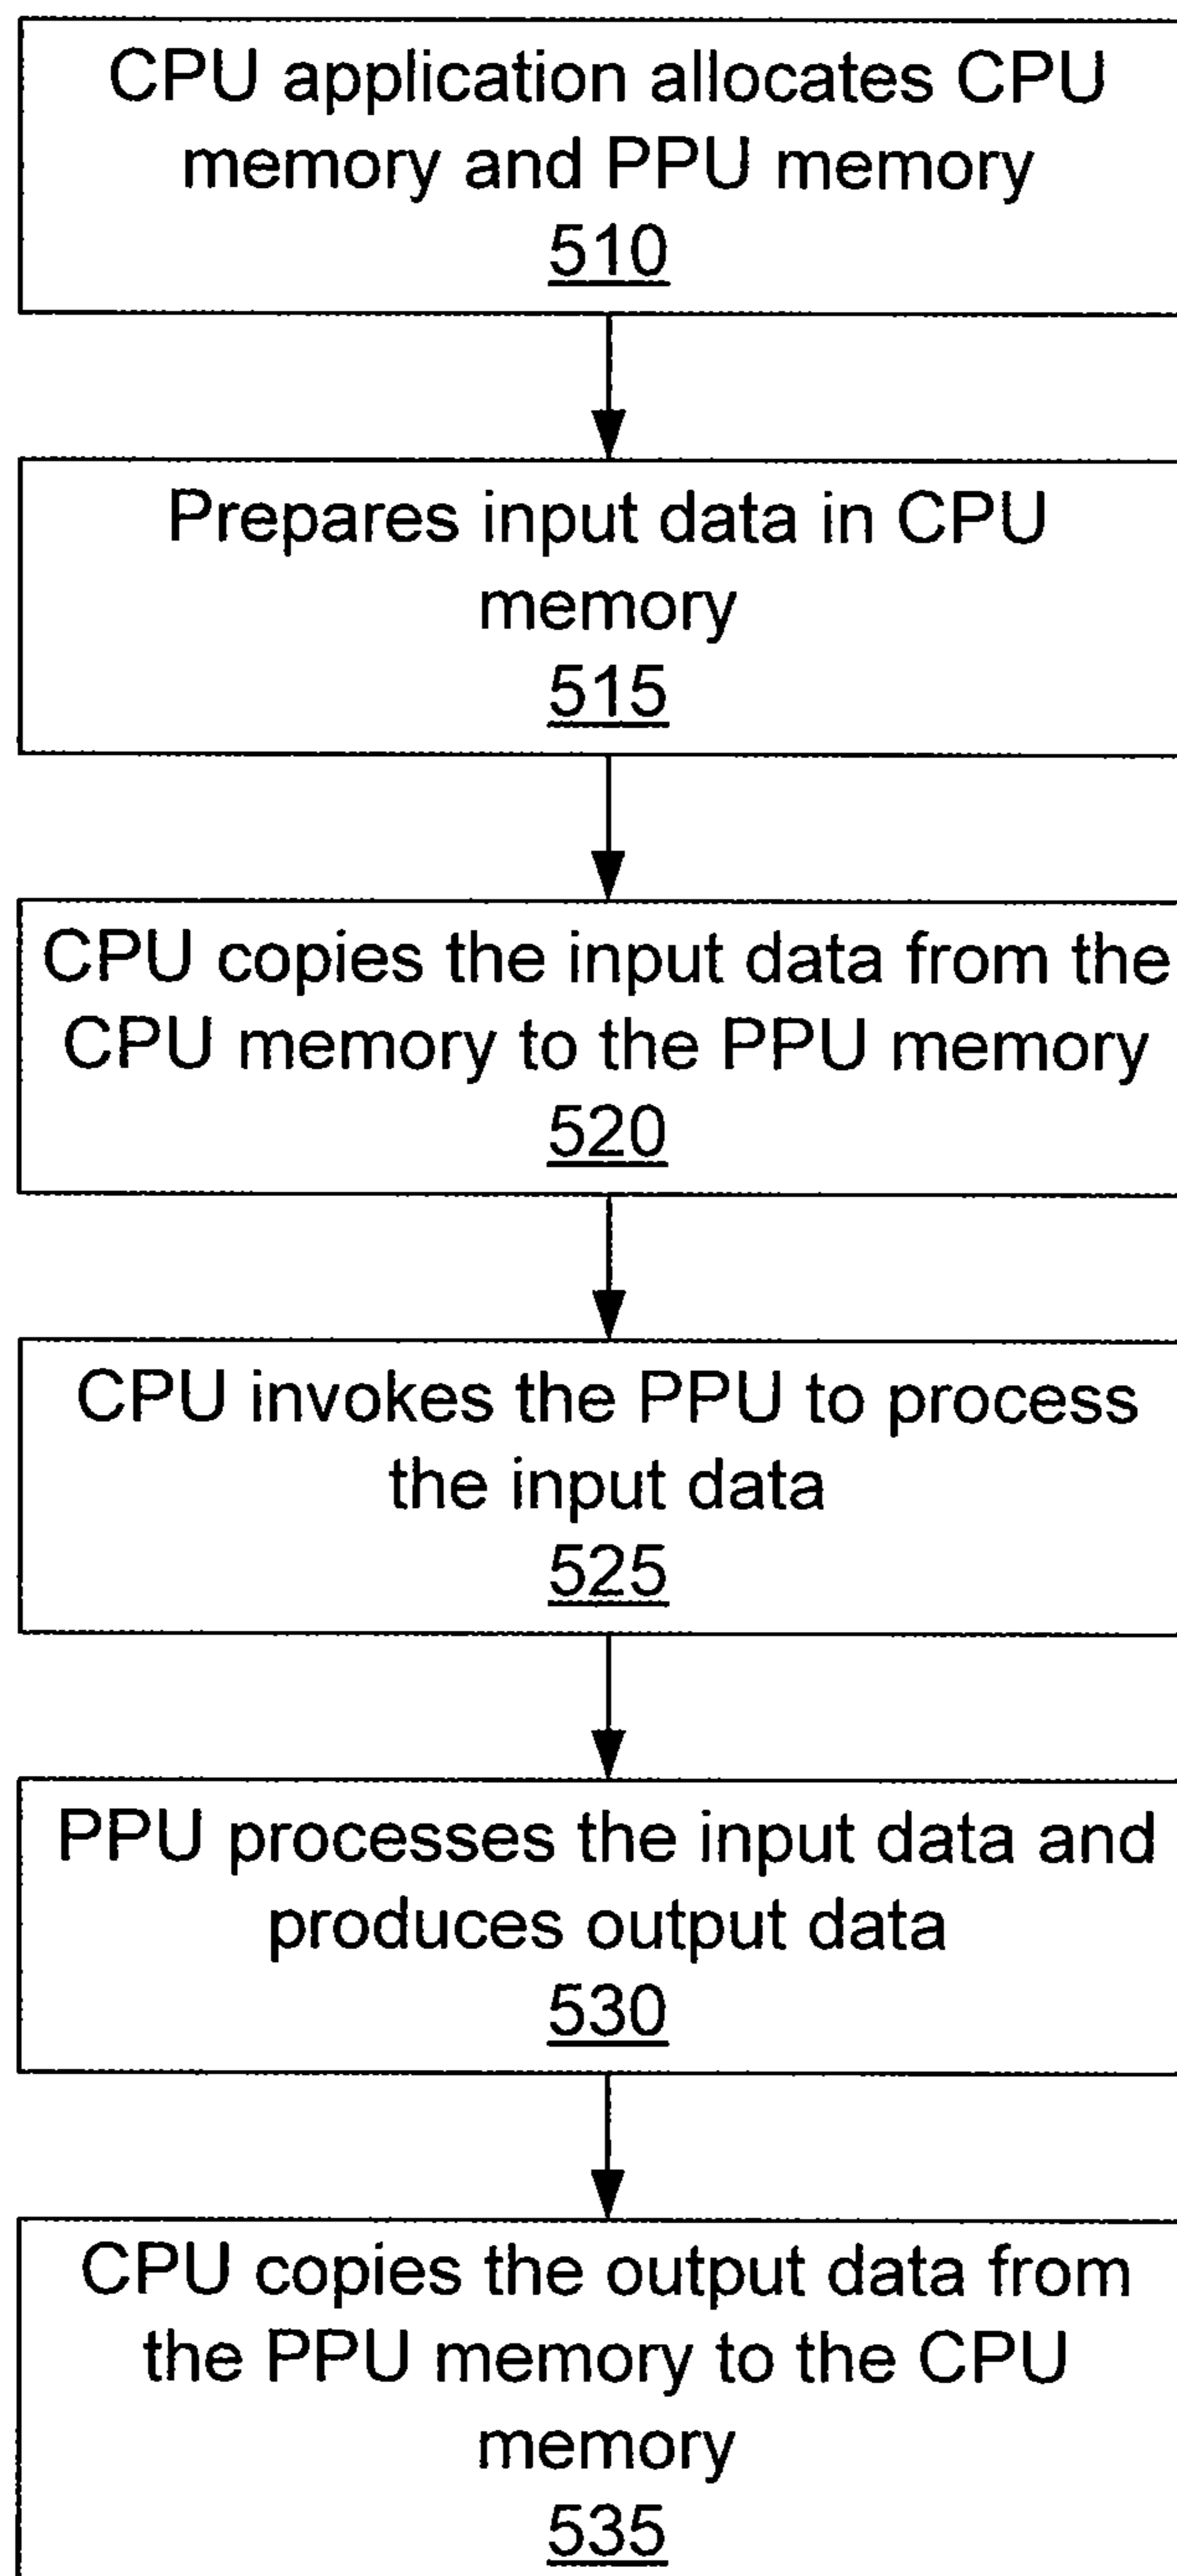 CPU application allocates CPU
memory and PPU memory
510
Prepares input data in CPU
memory
515
CPU copies the input data from the
CPU memory to the PPU memory
520
CPU invokes the PPU to process
the input data
525
PPU processes the input data and
produces output data
530
CPU copies the output data from
the PPU memory to the CPU
memory
535